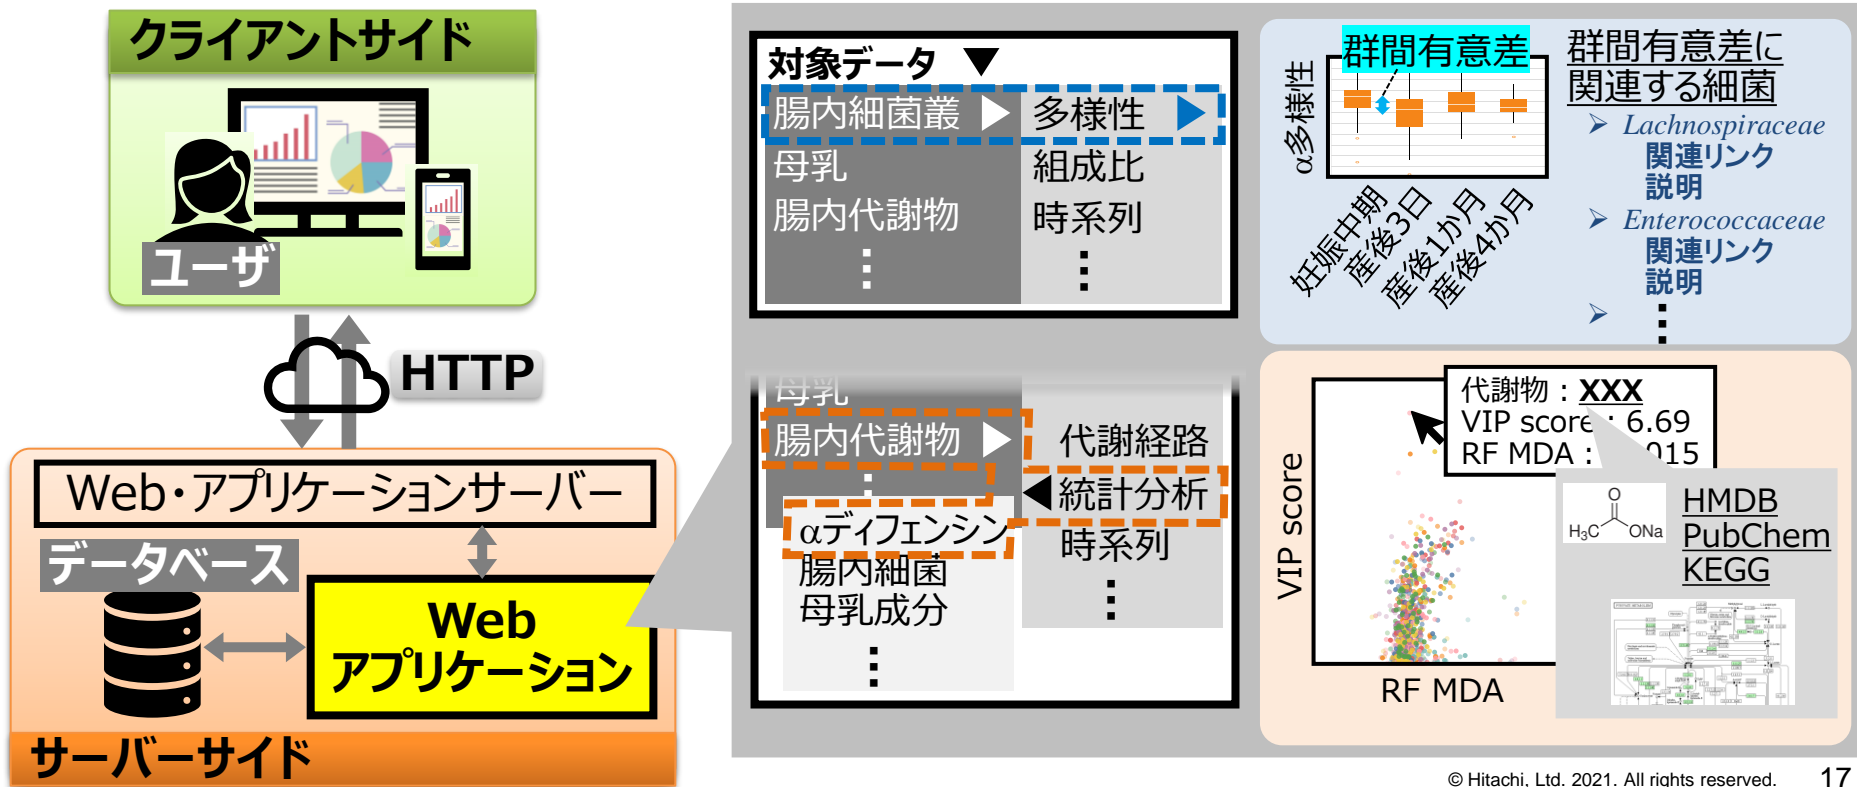 クライアントサイド
ユーザ
HTTP
Web・アプリケーションサーバー
データベース
Web
アプリケーション
サーバーサイド
対象データ ▼
腸内細菌叢 ▶ 多様性 ▶
母乳 組成比
腸内代謝物 時系列
母乳
腸内代謝物 ▶ 代謝経路
◀統計分析
αディフェンシン
時系列
腸内細菌
母乳成分
群間有意差
α多様性
妊娠中期
産後3日
産後1か月
産後4か月
群間有意差に
関連する細菌
➢ Lachnospiraceae
関連リンク
説明
➢ Enterococcaceae
関連リンク
説明
➢
代謝物:XXX
VIP score : 6.69
RF MDA : 015
VIP score
RF MDA
O
H₃C ONa
HMDB
PubChem
KEGG
© Hitachi, Ltd. 2021. All rights reserved. 17